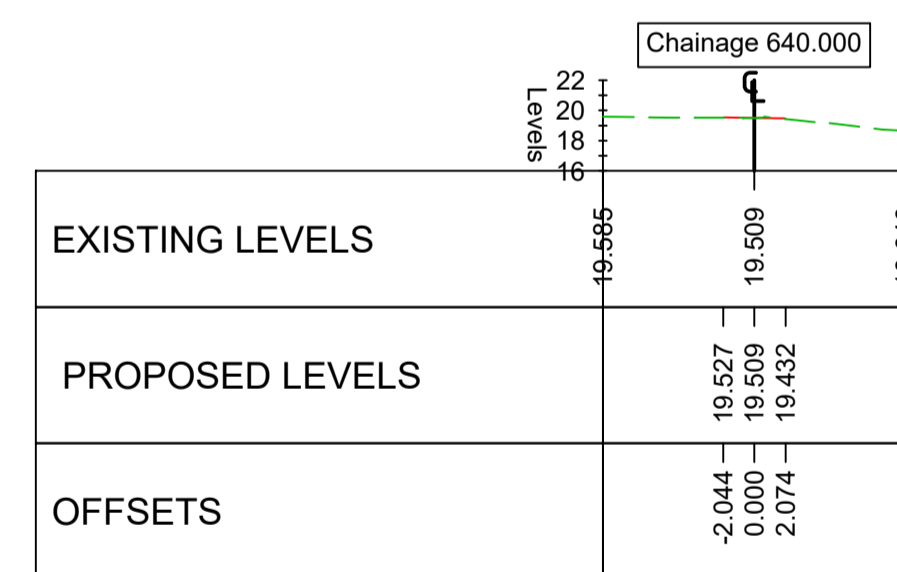 Chainage 640.000
Levels
22
20
18
16
CL
EXISTING LEVELS
19.585
19.509
PROPOSED LEVELS
19.527
19.509
19.432
OFFSETS
-2.044
0.000
2.074